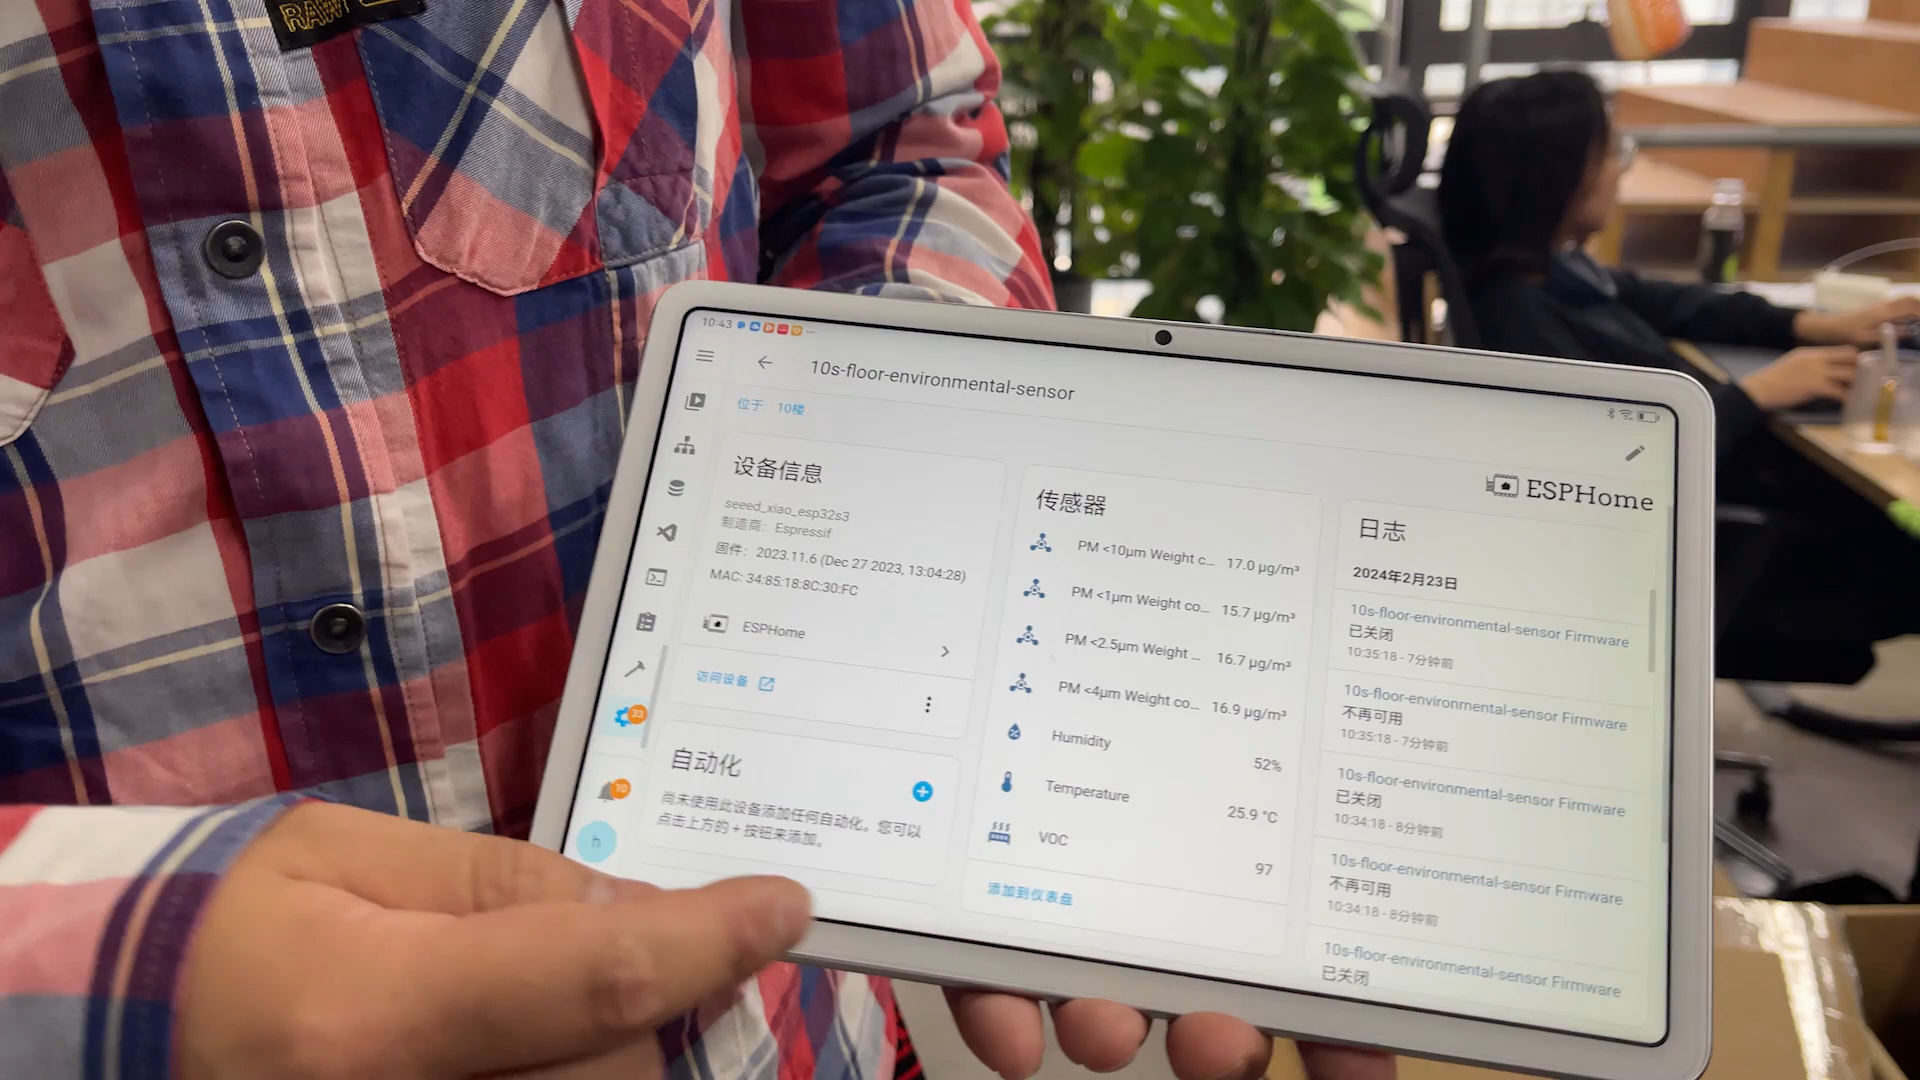 RAW
10:43
10s-floor-environmental-sensor
位于：10楼
设备信息
seeed_xiao_esp32s3
制造商：Espressif
固件：2023.11.6 (Dec 27 2023, 13:04:28)
MAC: 34:85:18:8C:30:FC
ESPHome
访问设备
自动化
尚未使用此设备添加任何自动化。您可以
点击上方的 + 按钮来添加。
33
10
h
传感器
PM <10µm Weight c... 17.0 µg/m³
PM <1µm Weight co... 15.7 µg/m³
PM <2.5µm Weight ... 16.7 µg/m³
PM <4µm Weight co... 16.9 µg/m³
Humidity 52%
Temperature 25.9 °C
VOC 97
添加到仪表盘
ESPHome
日志
2024年2月23日
10s-floor-environmental-sensor Firmware
已关闭
10:35:18 - 7分钟前
10s-floor-environmental-sensor Firmware
不再可用
10:35:18 - 7分钟前
10s-floor-environmental-sensor Firmware
已关闭
10:34:18 - 8分钟前
10s-floor-environmental-sensor Firmware
不再可用
10:34:18 - 8分钟前
10s-floor-environmental-sensor Firmware
已关闭